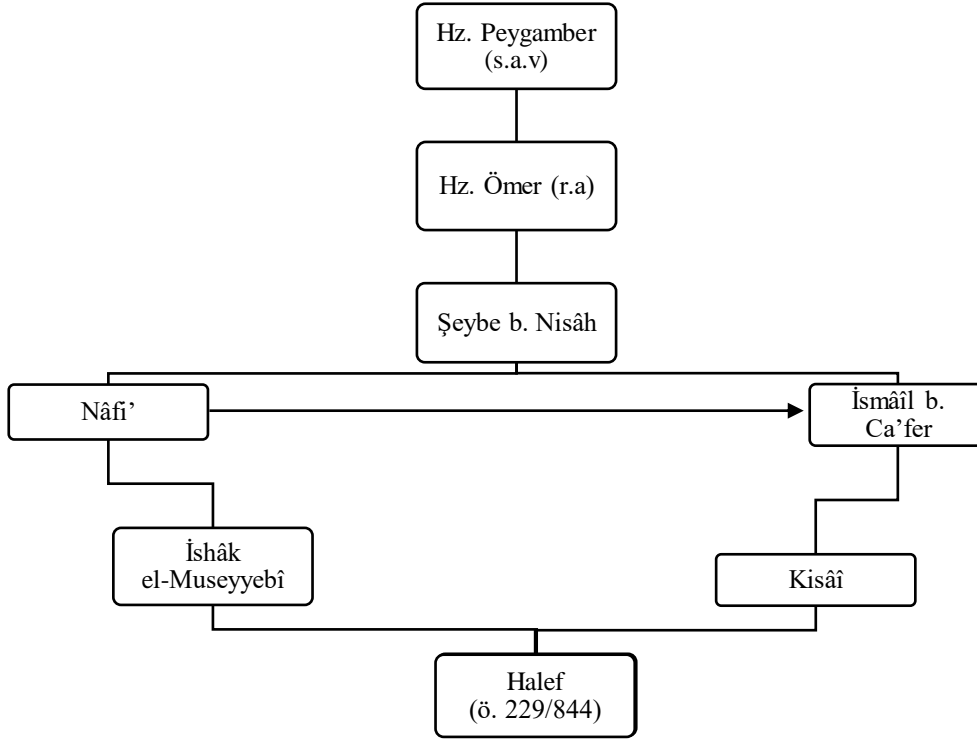 Hz. Peygamber
(s.a.v)
Hz. Ömer (r.a)
Şeybe b. Nisâh
Nâfi’
İsmâîl b.
Ca’fer
İshâk
el-Museyyebî
Kisâî
Halef
(ö. 229/844)